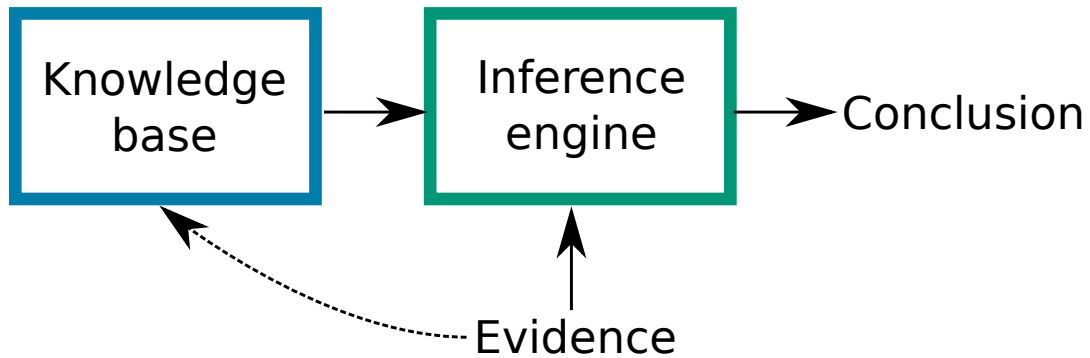 Knowledge
base
Inference
engine
Conclusion
Evidence